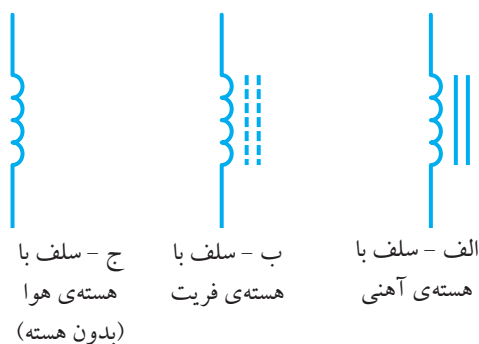 الف – سلف با
هسته‌ی آهنی
ب – سلف با
هسته‌ی فریت
ج – سلف با
هسته‌ی هوا
(بدون هسته)